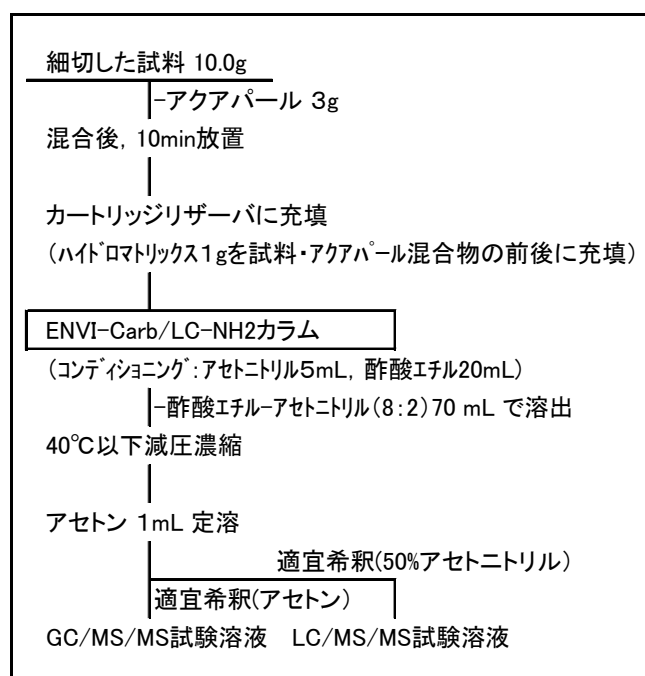 細切した試料 10.0g
-アクアパール 3g
混合後, 10min放置
カートリッジリザーバに充填
(ﾊｲﾄﾞﾛﾏﾄﾘｯｸｽ1gを試料・ｱｸｱﾊﾟｰﾙ混合物の前後に充填)
ENVI-Carb/LC-NH2カラム
(ｺﾝﾃﾞｨｼｮﾆﾝｸﾞ:ｱｾﾄﾆﾄﾘﾙ5mL, 酢酸ｴﾁﾙ20mL)
-酢酸ｴﾁﾙ-ｱｾﾄﾆﾄﾘﾙ(8:2)70 mL で溶出
40℃以下減圧濃縮
アセトン 1mL 定溶
適宜希釈(50%アセトニトリル)
適宜希釈(アセトン)
GC/MS/MS試験溶液 LC/MS/MS試験溶液